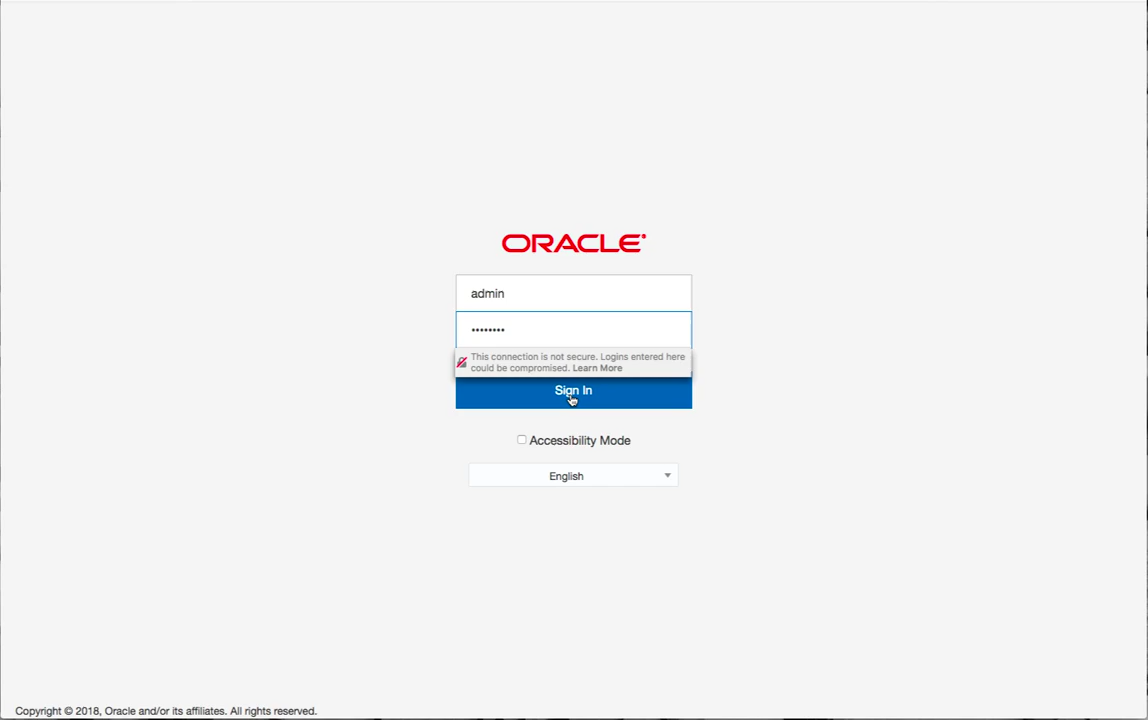 ORACLE®
admin
••••••••
This connection is not secure. Logins entered here
could be compromised. Learn More
Sign In
Accessibility Mode
English
Copyright © 2018, Oracle and/or its affiliates. All rights reserved.